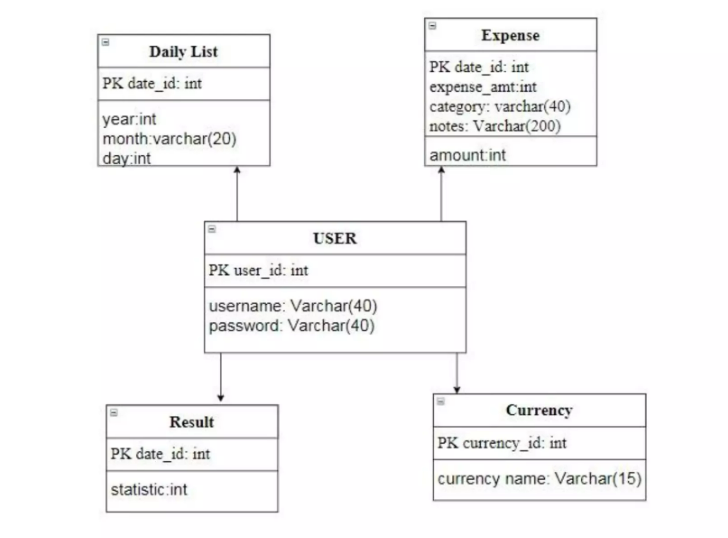 Daily List
PK date_id: int
year:int
month:varchar(20)
day:int
Expense
PK date_id: int
expense_amt:int
category: varchar(40)
notes: Varchar(200)
amount:int
USER
PK user_id: int
username: Varchar(40)
password: Varchar(40)
Result
PK date_id: int
statistic:int
Currency
PK currency_id: int
currency name: Varchar(15)